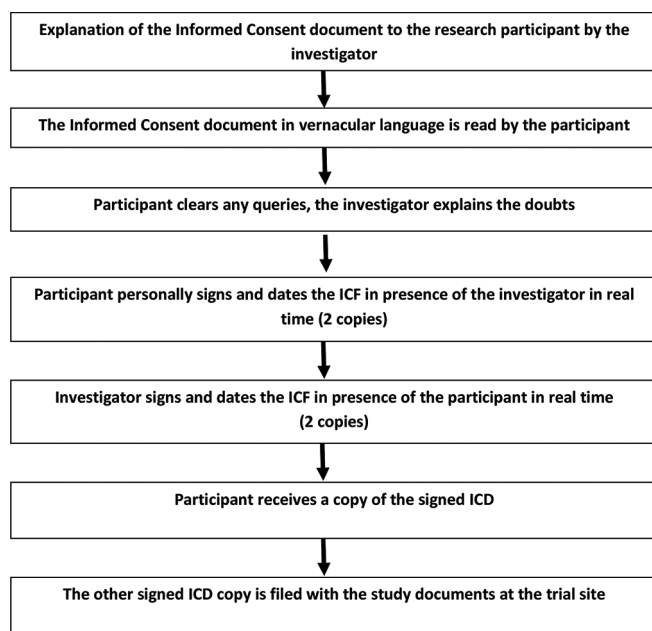 Explanation of the Informed Consent document to the research participant by the
investigator
The Informed Consent document in vernacular language is read by the participant
Participant clears any queries, the investigator explains the doubts
Participant personally signs and dates the ICF in presence of the investigator in real
time (2 copies)
Investigator signs and dates the ICF in presence of the participant in real time
(2 copies)
Participant receives a copy of the signed ICD
The other signed ICD copy is filed with the study documents at the trial site